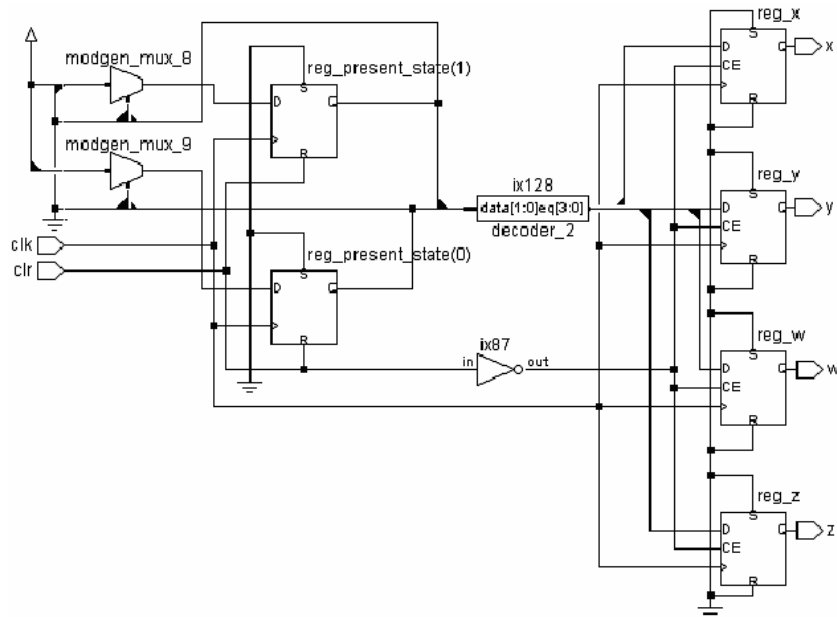 reg_x
S
D
Q
x
CE
R
modgen_mux_8
reg_present_state(1)
S
D
Q
R
modgen_mux_9
reg_y
S
D
Q
y
CE
R
ix128
data[1:0]eq[3:0]
decoder_2
clk
clr
reg_present_state(0)
S
D
Q
R
ix87
in
out
reg_w
S
D
Q
w
CE
R
reg_z
S
D
Q
z
CE
R